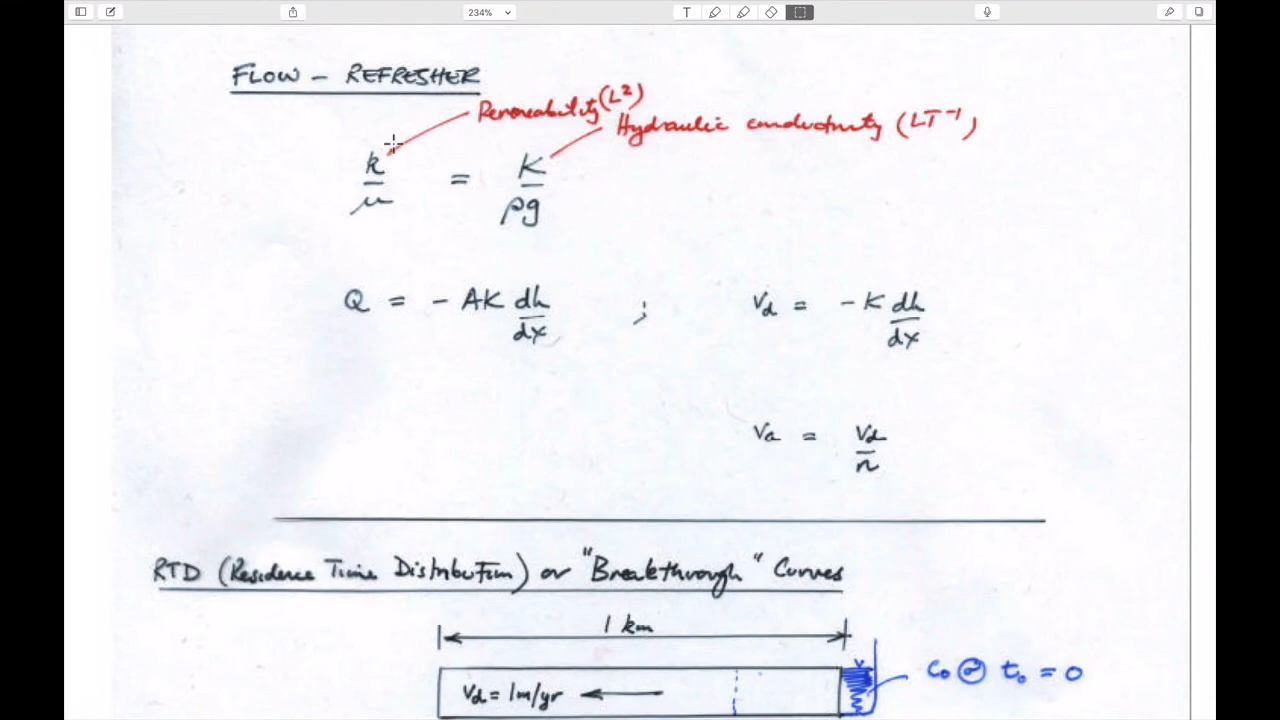 234%
T
FLOW - REFRESHER
Permeability (L²)
Hydraulic conductivity (LT⁻¹)
k/μ = K/ρg
Q = - AK dh/dx ; Vd = - K dh/dx
Va = Vd/n
RTD (Residence Time Distribution) or "Breakthrough" Curves
1 km
Vd = 1m/yr
C₀ @ t₀ = 0